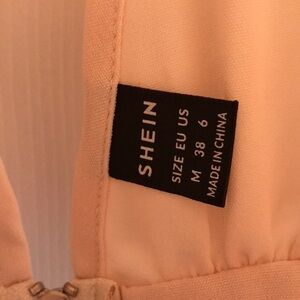 SHEIN
SIZE EU US
M 38 6
MADE IN CHINA